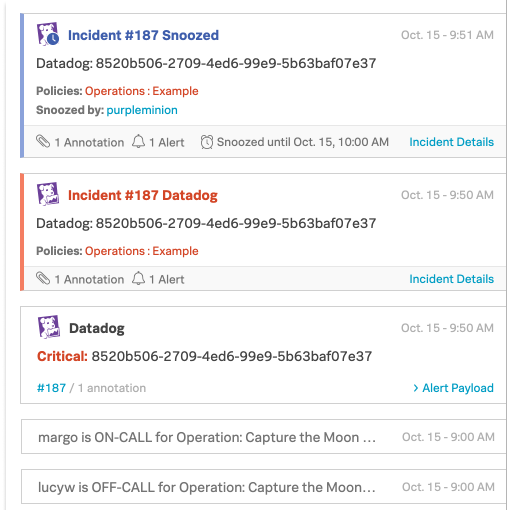 Incident #187 Snoozed Oct. 15 - 9:51 AM
Datadog: 8520b506-2709-4ed6-99e9-5b63baf07e37
Policies: Operations : Example
Snoozed by: purpleminion
1 Annotation 1 Alert Snoozed until Oct. 15, 10:00 AM Incident Details
Incident #187 Datadog Oct. 15 - 9:50 AM
Datadog: 8520b506-2709-4ed6-99e9-5b63baf07e37
Policies: Operations : Example
1 Annotation 1 Alert Incident Details
Datadog Oct. 15 - 9:50 AM
Critical: 8520b506-2709-4ed6-99e9-5b63baf07e37
#187 / 1 annotation > Alert Payload
margo is ON-CALL for Operation: Capture the Moon ... Oct. 15 - 9:00 AM
lucyw is OFF-CALL for Operation: Capture the Moon... Oct. 15 - 9:00 AM